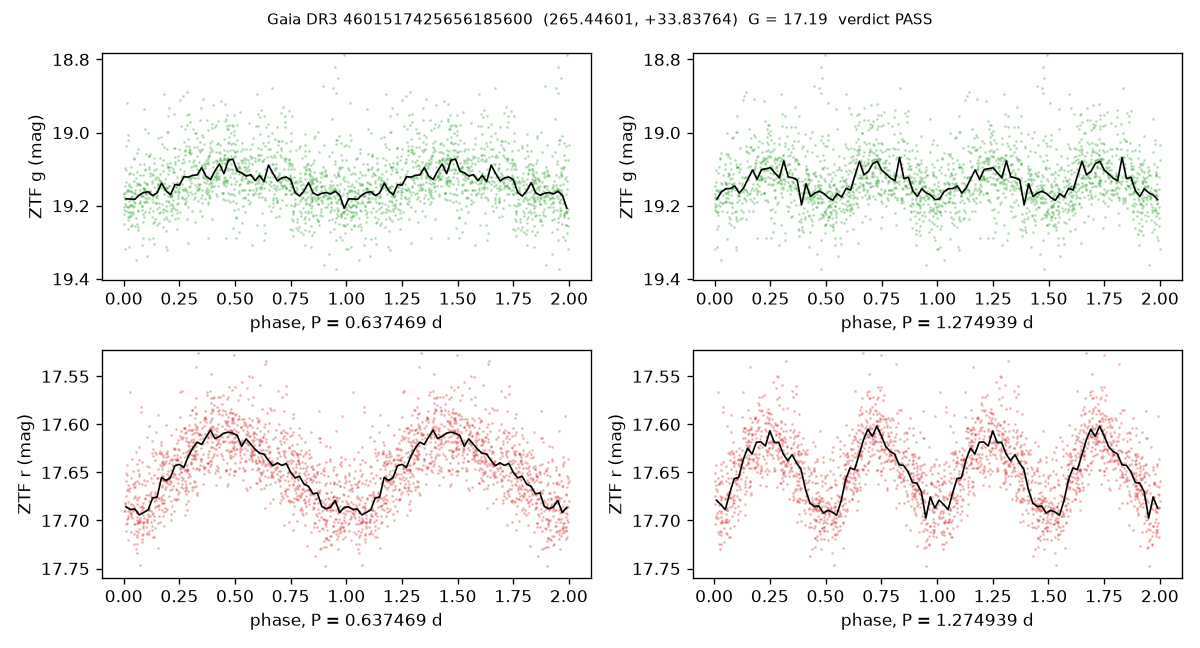 Gaia DR3 4601517425656185600  (265.44601, +33.83764)  G = 17.19  verdict PASS
ZTF g (mag)
18.8
19.0
19.2
19.4
0.00 0.25 0.50 0.75 1.00 1.25 1.50 1.75 2.00
phase, P = 0.637469 d
ZTF g (mag)
18.8
19.0
19.2
19.4
0.00 0.25 0.50 0.75 1.00 1.25 1.50 1.75 2.00
phase, P = 1.274939 d
ZTF r (mag)
17.55
17.60
17.65
17.70
17.75
0.00 0.25 0.50 0.75 1.00 1.25 1.50 1.75 2.00
phase, P = 0.637469 d
ZTF r (mag)
17.55
17.60
17.65
17.70
17.75
0.00 0.25 0.50 0.75 1.00 1.25 1.50 1.75 2.00
phase, P = 1.274939 d